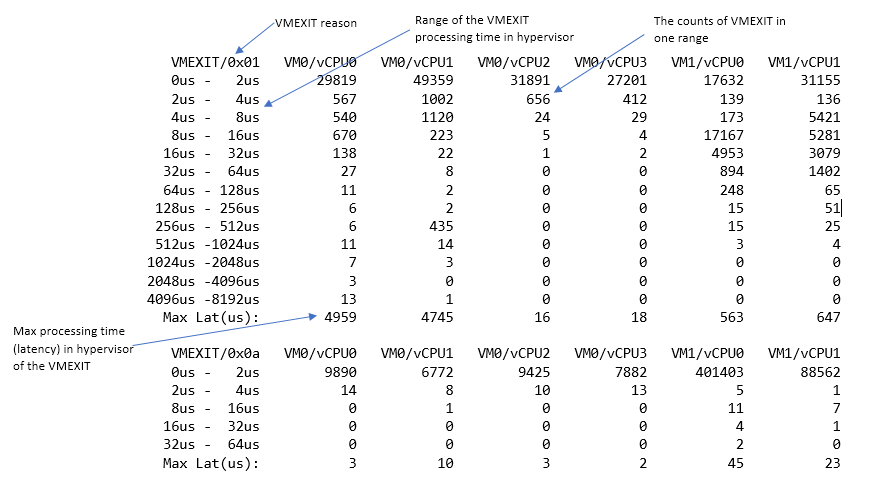 VMEXIT reason
Range of the VMEXIT
processing time in hypervisor
The counts of VMEXIT in
one range
VMEXIT/0x01 VM0/vCPU0 VM0/vCPU1 VM0/vCPU2 VM0/vCPU3 VM1/vCPU0 VM1/vCPU1
0us - 2us 29819 49359 31891 27201 17632 31155
2us - 4us 567 1002 656 412 139 136
4us - 8us 540 1120 24 29 173 5421
8us - 16us 670 223 5 4 17167 5281
16us - 32us 138 22 1 2 4953 3079
32us - 64us 27 8 0 0 894 1402
64us - 128us 11 2 0 0 248 65
128us - 256us 6 2 0 0 15 51
256us - 512us 6 435 0 0 15 25
512us -1024us 11 14 0 0 3 4
1024us -2048us 7 3 0 0 0 0
2048us -4096us 3 0 0 0 0 0
4096us -8192us 13 1 0 0 0 0
Max Lat(us): 4959 4745 16 18 563 647
Max processing time
(latency) in hypervisor
of the VMEXIT
VMEXIT/0x0a VM0/vCPU0 VM0/vCPU1 VM0/vCPU2 VM0/vCPU3 VM1/vCPU0 VM1/vCPU1
0us - 2us 9890 6772 9425 7882 401403 88562
2us - 4us 14 8 10 13 5 1
8us - 16us 0 1 0 0 11 7
16us - 32us 0 0 0 0 4 1
32us - 64us 0 0 0 0 2 0
Max Lat(us): 3 10 3 2 45 23